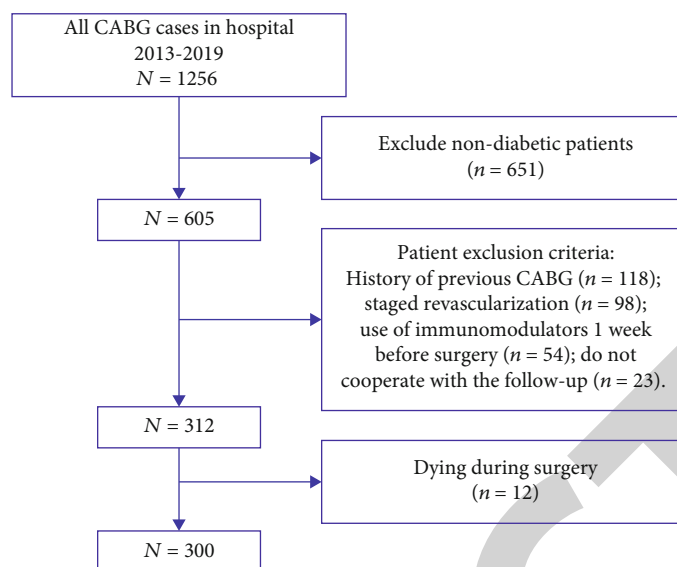 All CABG cases in hospital
2013-2019
N = 1256
Exclude non-diabetic patients
(n = 651)
N = 605
Patient exclusion criteria:
History of previous CABG (n = 118);
staged revascularization (n = 98);
use of immunomodulators 1 week
before surgery (n = 54); do not
cooperate with the follow-up (n = 23).
N = 312
Dying during surgery
(n = 12)
N = 300